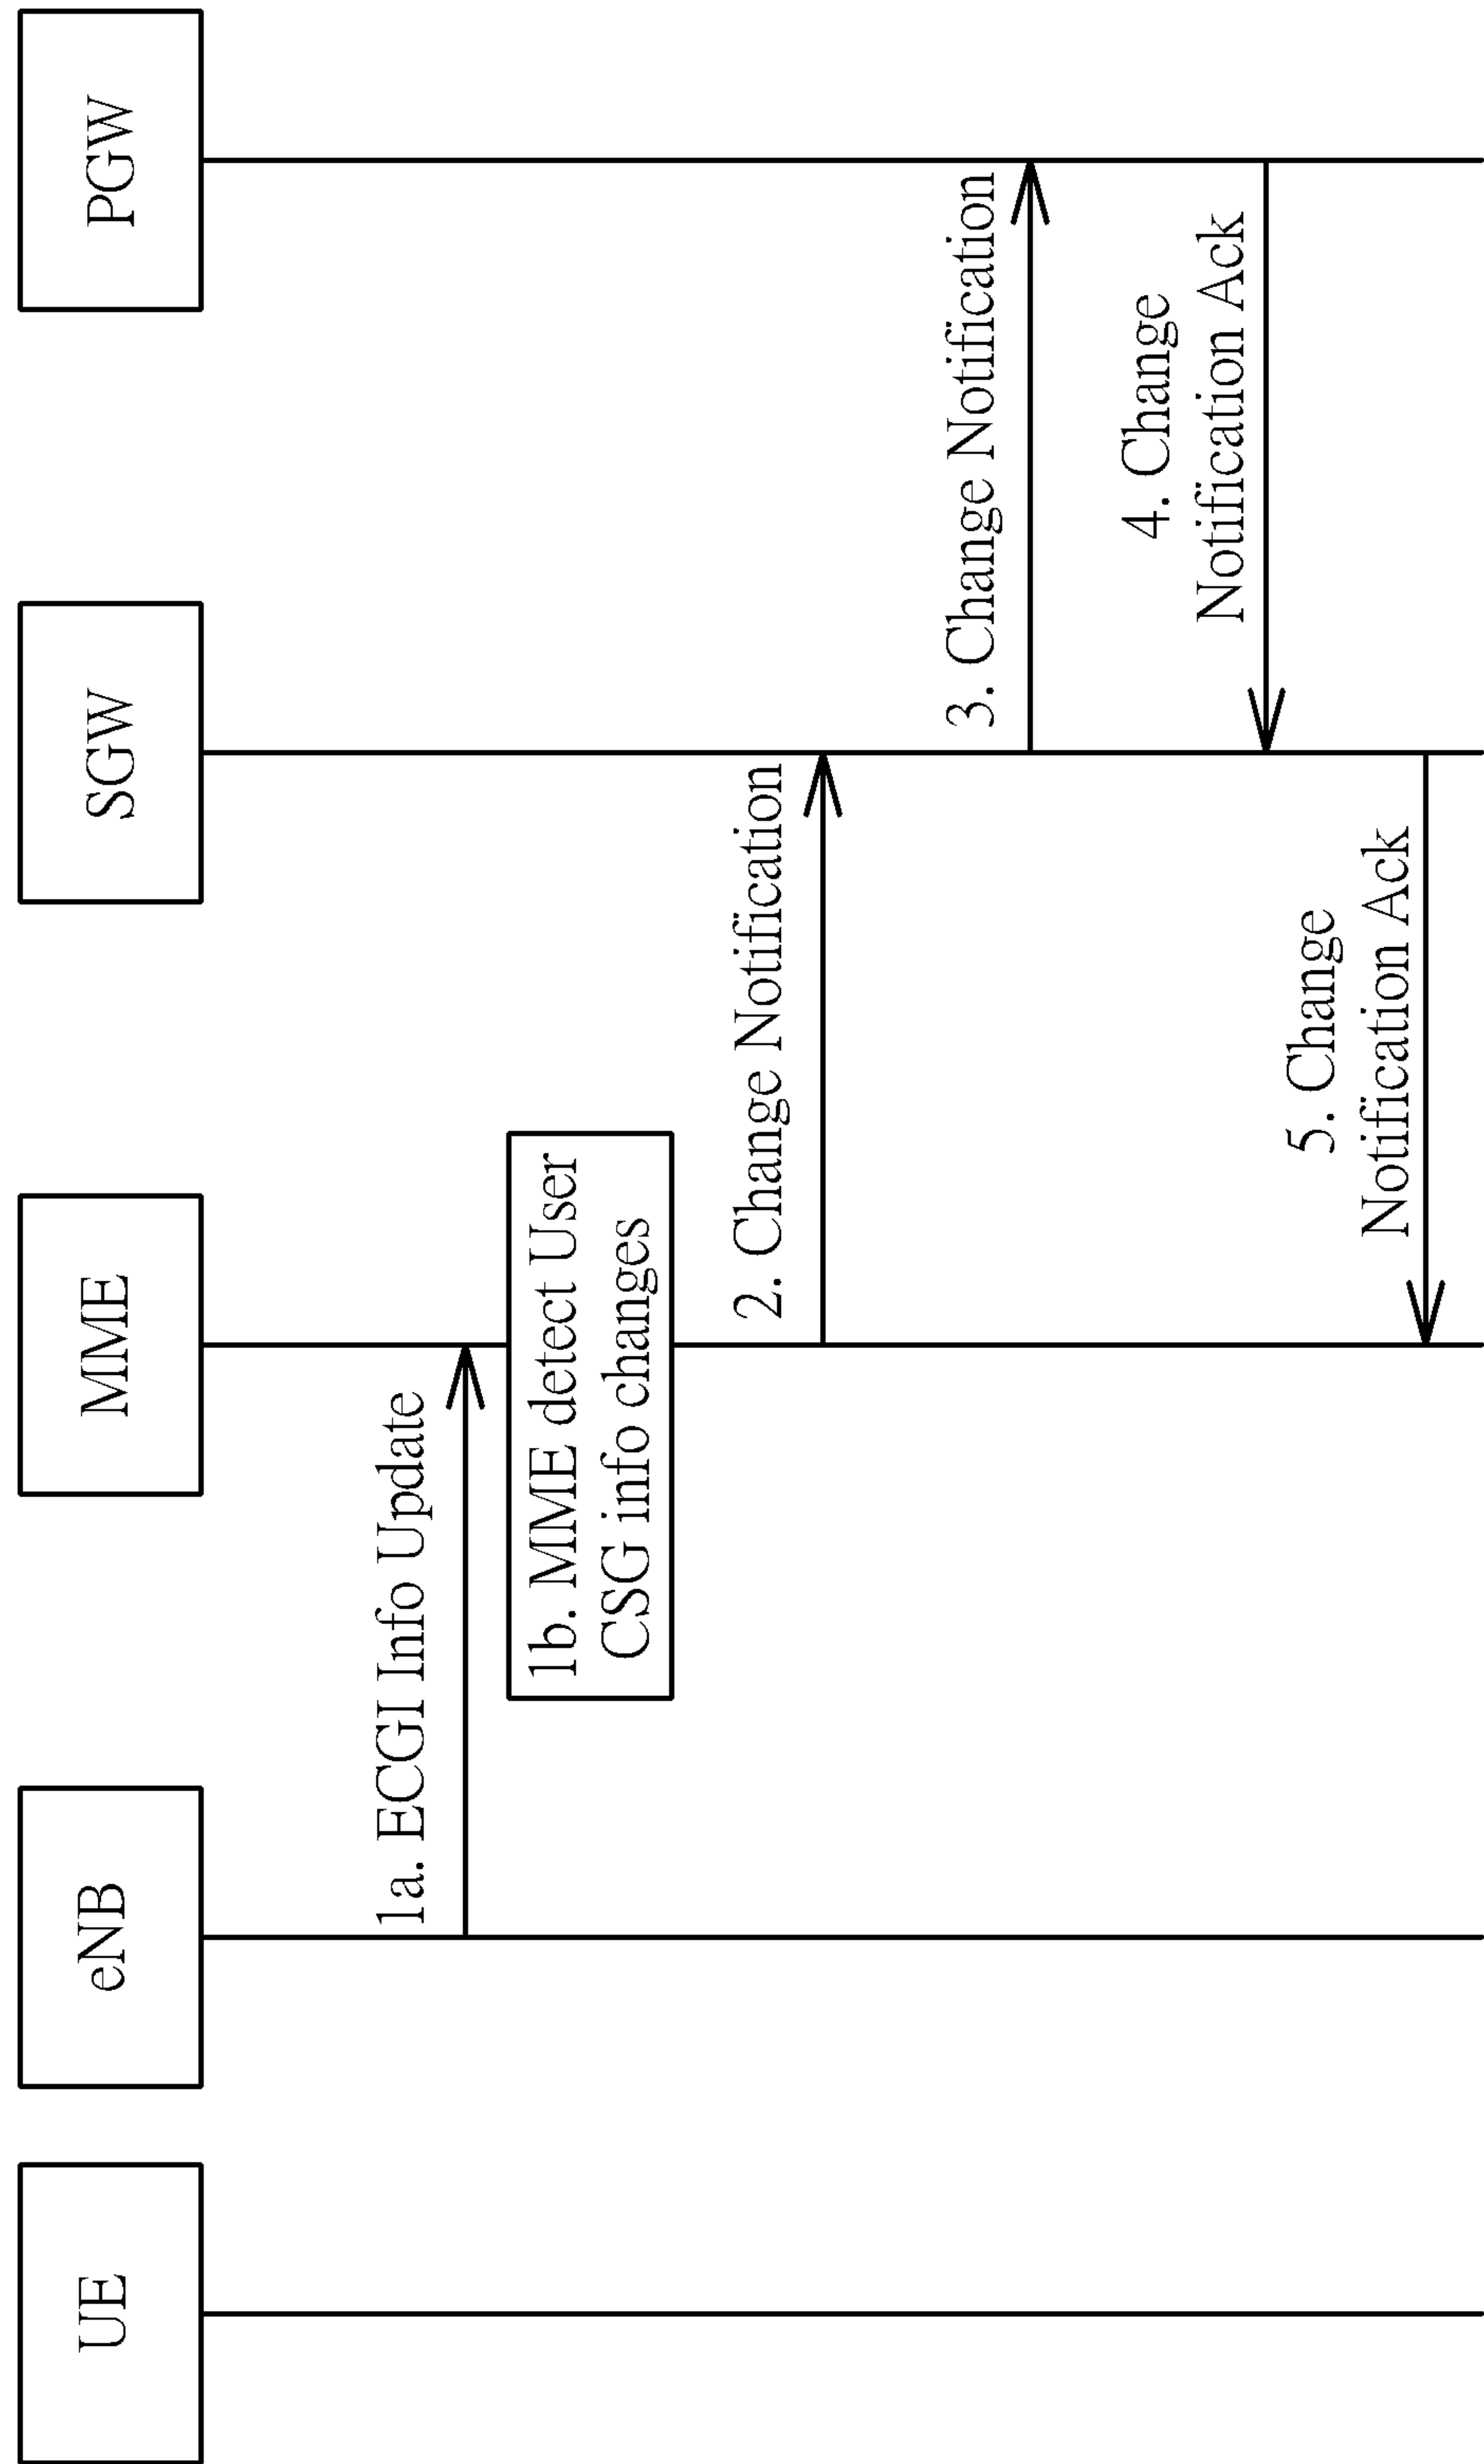 UE
eNB
MME
SGW
PGW
1a. ECGI Info Update
1b. MME detect User
CSG info changes
2. Change Notification
3. Change Notification
4. Change
Notification Ack
5. Change
Notification Ack